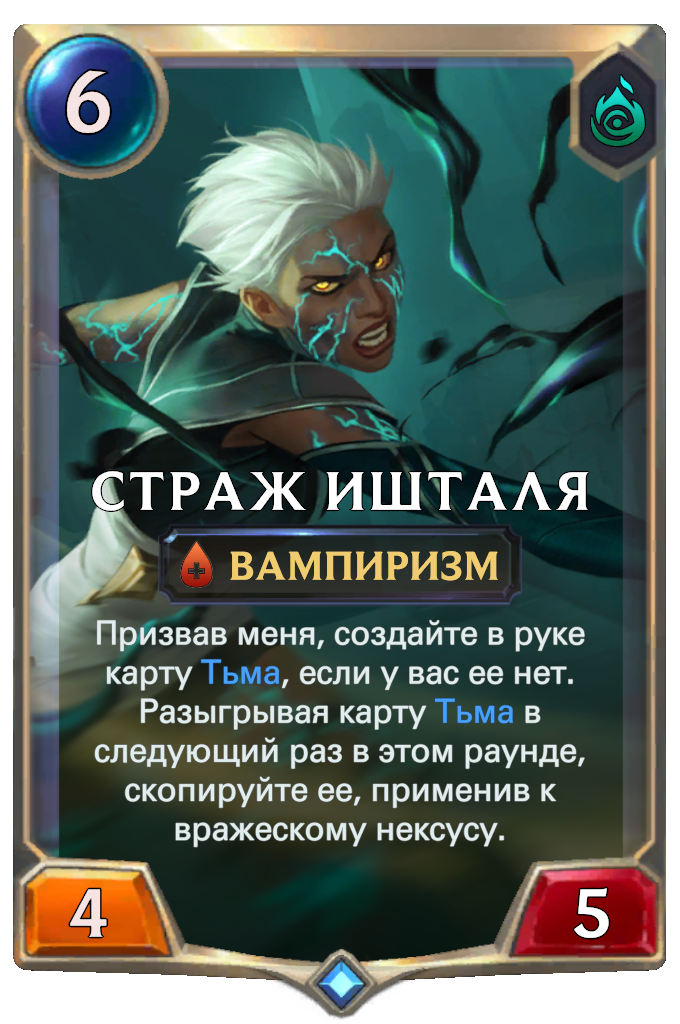 6
СТРАЖ ИШТАЛЯ
ВАМПИРИЗМ
Призвав меня, создайте в руке
карту Тьма, если у вас ее нет.
Разыгрывая карту Тьма в
следующий раз в этом раунде,
скопируйте ее, применив к
вражескому нексусу.
4
5